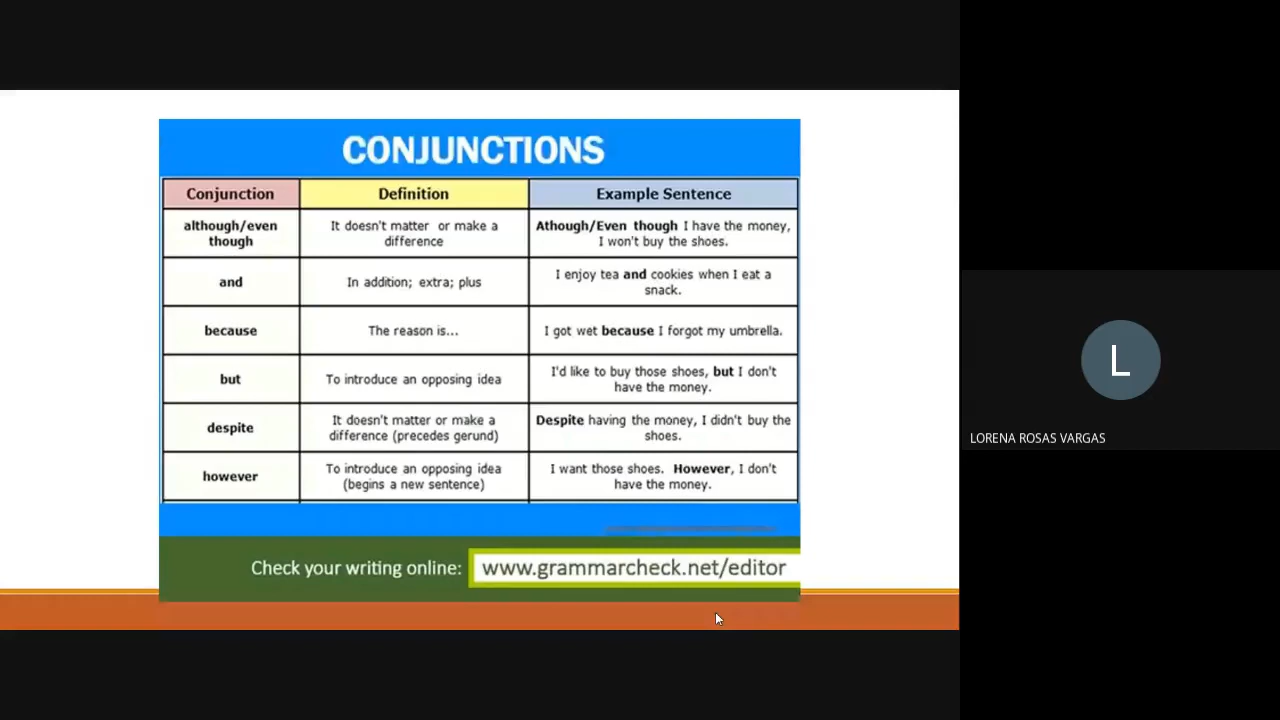 CONJUNCTIONS
Conjunction Definition Example Sentence
although/even
though
It doesn't matter or make a
difference
Athough/Even though I have the money,
I won't buy the shoes.
and
In addition; extra; plus
I enjoy tea and cookies when I eat a
snack.
because
The reason is...
I got wet because I forgot my umbrella.
but
To introduce an opposing idea
I'd like to buy those shoes, but I don't
have the money.
despite
It doesn't matter or make a
difference (precedes gerund)
Despite having the money, I didn't buy the
shoes.
however
To introduce an opposing idea
(begins a new sentence)
I want those shoes. However, I don't
have the money.
Check your writing online: www.grammarcheck.net/editor
L
LORENA ROSAS VARGAS